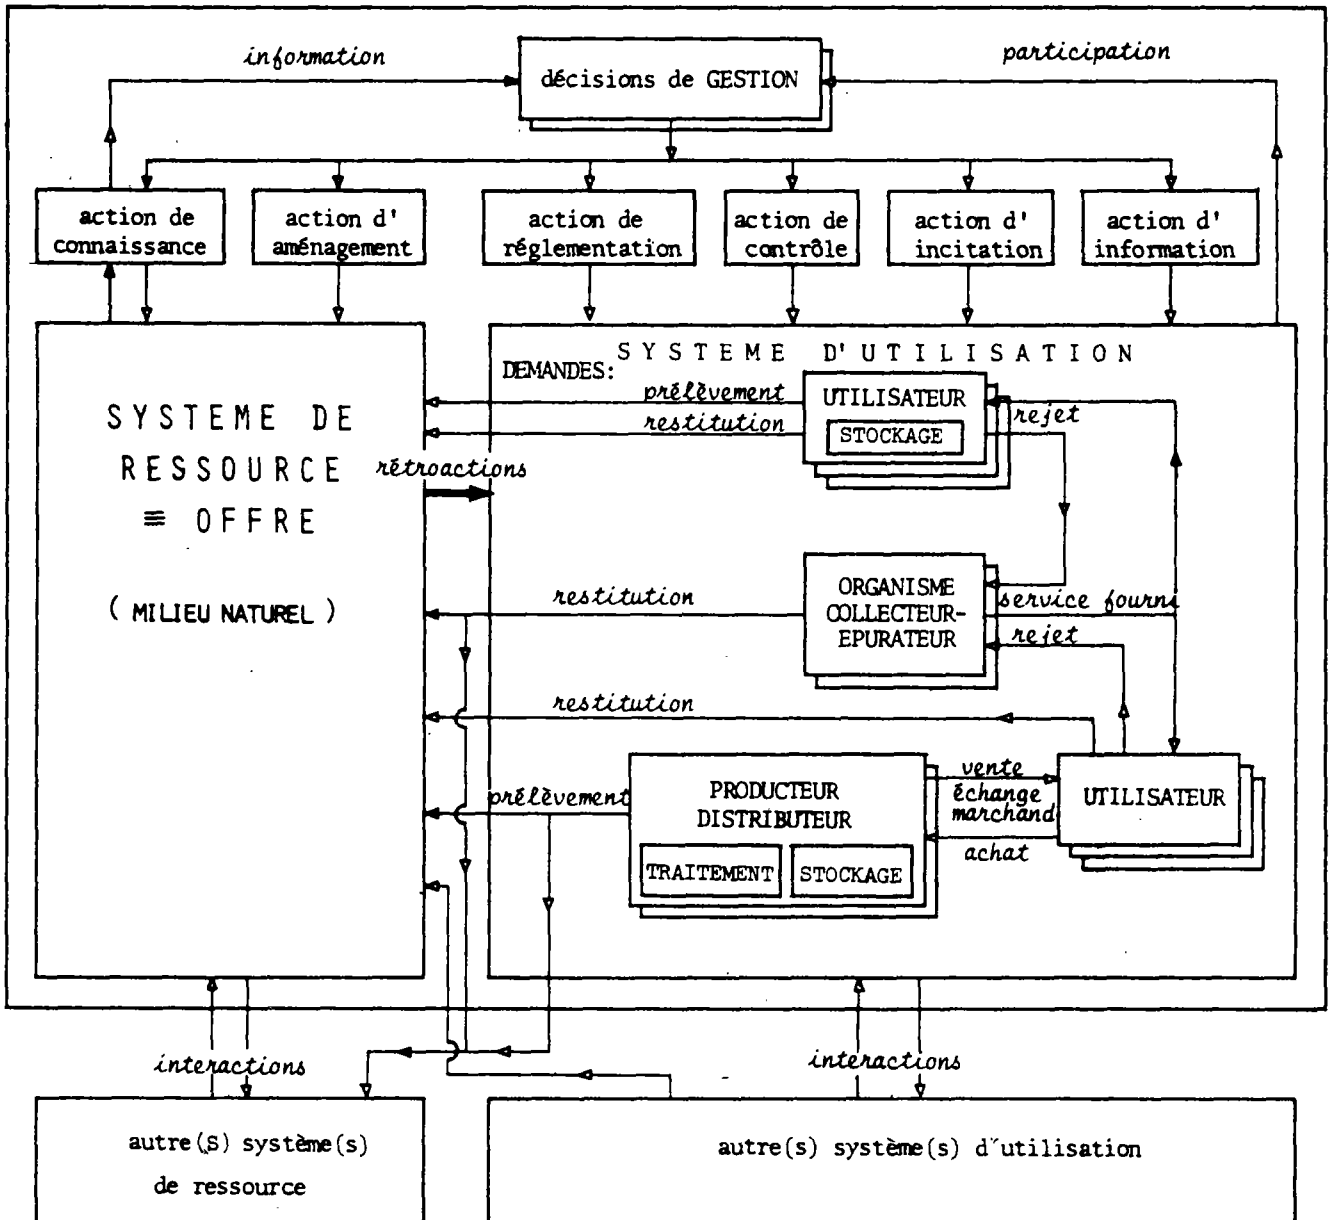 information
participation
décisions de GESTION
action de
connaissance
action d'
aménagement
action de
réglementation
action de
contrôle
action d'
incitation
action d'
information
SYSTEME DE
RESSOURCE
≡ OFFRE
( MILIEU NATUREL )
rétroactions
SYSTEME D'UTILISATION
DEMANDES:
prélèvement
restitution
UTILISATEUR
STOCKAGE
rejet
restitution
ORGANISME
COLLECTEUR-
EPURATEUR
service fourni
rejet
restitution
prélèvement
PRODUCTEUR
DISTRIBUTEUR
TRAITEMENT
STOCKAGE
vente
échange
marchand
achat
UTILISATEUR
interactions
interactions
autre(S) système(s)
de ressource
autre(s) système(s) d'utilisation